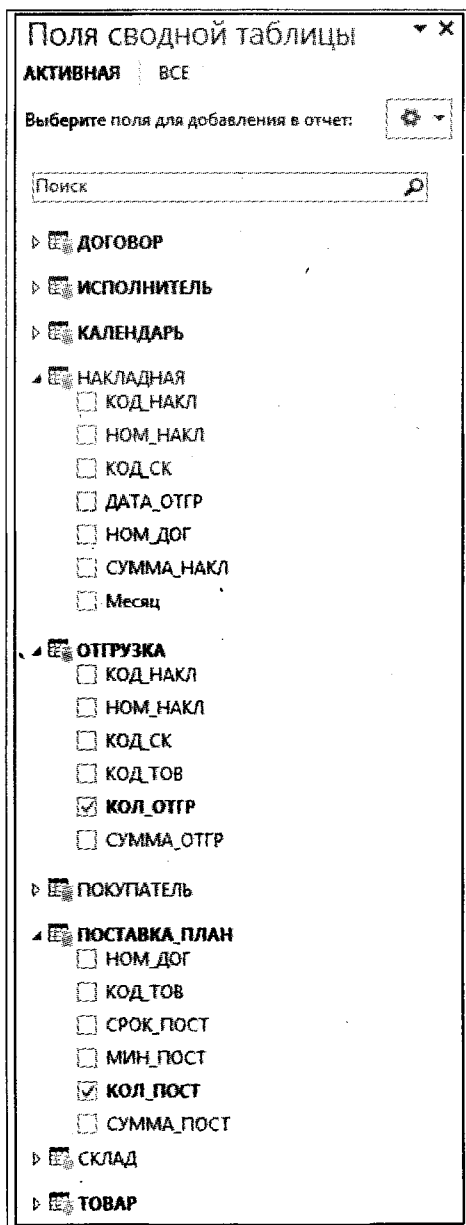 Поля сводной таблицы
АКТИВНАЯ ВСЕ
Выберите поля для добавления в отчет:
Поиск
ДОГОВОР
ИСПОЛНИТЕЛЬ
КАЛЕНДАРЬ
НАКЛАДНАЯ
КОД_НАКЛ
НОМ_НАКЛ
КОД_СК
ДАТА_ОТГР
НОМ_ДОГ
СУММА_НАКЛ
Месяц
ОТГРУЗКА
КОД_НАКЛ
НОМ_НАКЛ
КОД_СК
КОД_ТОВ
КОЛ_ОТГР
СУММА_ОТГР
ПОКУПАТЕЛЬ
ПОСТАВКА_ПЛАН
НОМ_ДОГ
КОД_ТОВ
СРОК_ПОСТ
МИН_ПОСТ
КОЛ_ПОСТ
СУММА_ПОСТ
СКЛАД
ТОВАР